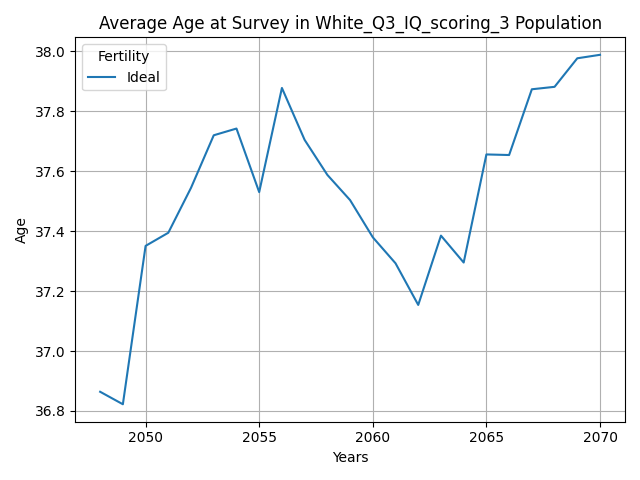 Average Age at Survey in White_Q3_IQ_scoring_3 Population
Fertility
Ideal
38.0
37.8
37.6
37.4
37.2
37.0
36.8
Age
2050
2055
2060
2065
2070
Years